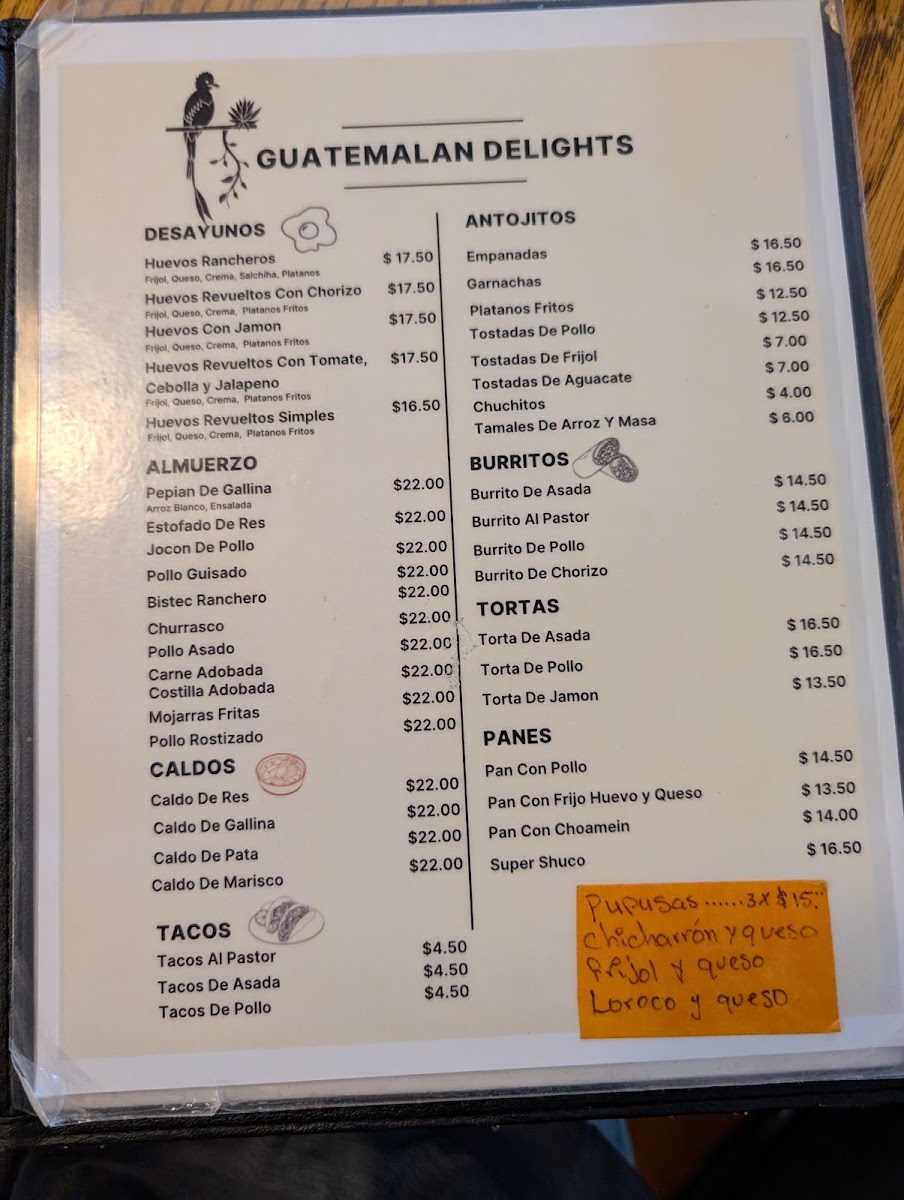 GUATEMALAN DELIGHTS
DESAYUNOS
Huevos Rancheros $17.50
Frijol, Queso, Crema, Salchiha, Platanos
Huevos Revueltos Con Chorizo $17.50
Frijol, Queso, Crema, Platanos Fritos
Huevos Con Jamon $17.50
Frijol, Queso, Crema, Platanos Fritos
Huevos Revueltos Con Tomate, $17.50
Cebolla y Jalapeno
Frijol, Queso, Crema, Platanos Fritos
Huevos Revueltos Simples $16.50
Frijol, Queso, Crema, Platanos Fritos
ALMUERZO
Pepian De Gallina $22.00
Arroz Blanco, Ensalada
Estofado De Res $22.00
Jocon De Pollo $22.00
Pollo Guisado $22.00
Bistec Ranchero $22.00
Churrasco $22.00
Pollo Asado $22.00
Carne Adobada $22.00
Costilla Adobada
Mojarras Fritas $22.00
Pollo Rostizado $22.00
CALDOS
Caldo De Res $22.00
Caldo De Gallina $22.00
Caldo De Pata $22.00
Caldo De Marisco $22.00
TACOS
Tacos Al Pastor $4.50
Tacos De Asada $4.50
Tacos De Pollo $4.50
ANTOJITOS
Empanadas $16.50
Garnachas $16.50
Platanos Fritos $12.50
Tostadas De Pollo $12.50
Tostadas De Frijol $7.00
Tostadas De Aguacate $7.00
Chuchitos $4.00
Tamales De Arroz Y Masa $6.00
BURRITOS
Burrito De Asada $14.50
Burrito Al Pastor $14.50
Burrito De Pollo $14.50
Burrito De Chorizo $14.50
TORTAS
Torta De Asada $16.50
Torta De Pollo $16.50
Torta De Jamon $13.50
PANES
Pan Con Pollo $14.50
Pan Con Frijo Huevo y Queso $13.50
Pan Con Choamein $14.00
Super Shuco $16.50
Pupusas ......3x $15.
Chicharrón y queso
frijol y queso
Loroco y queso